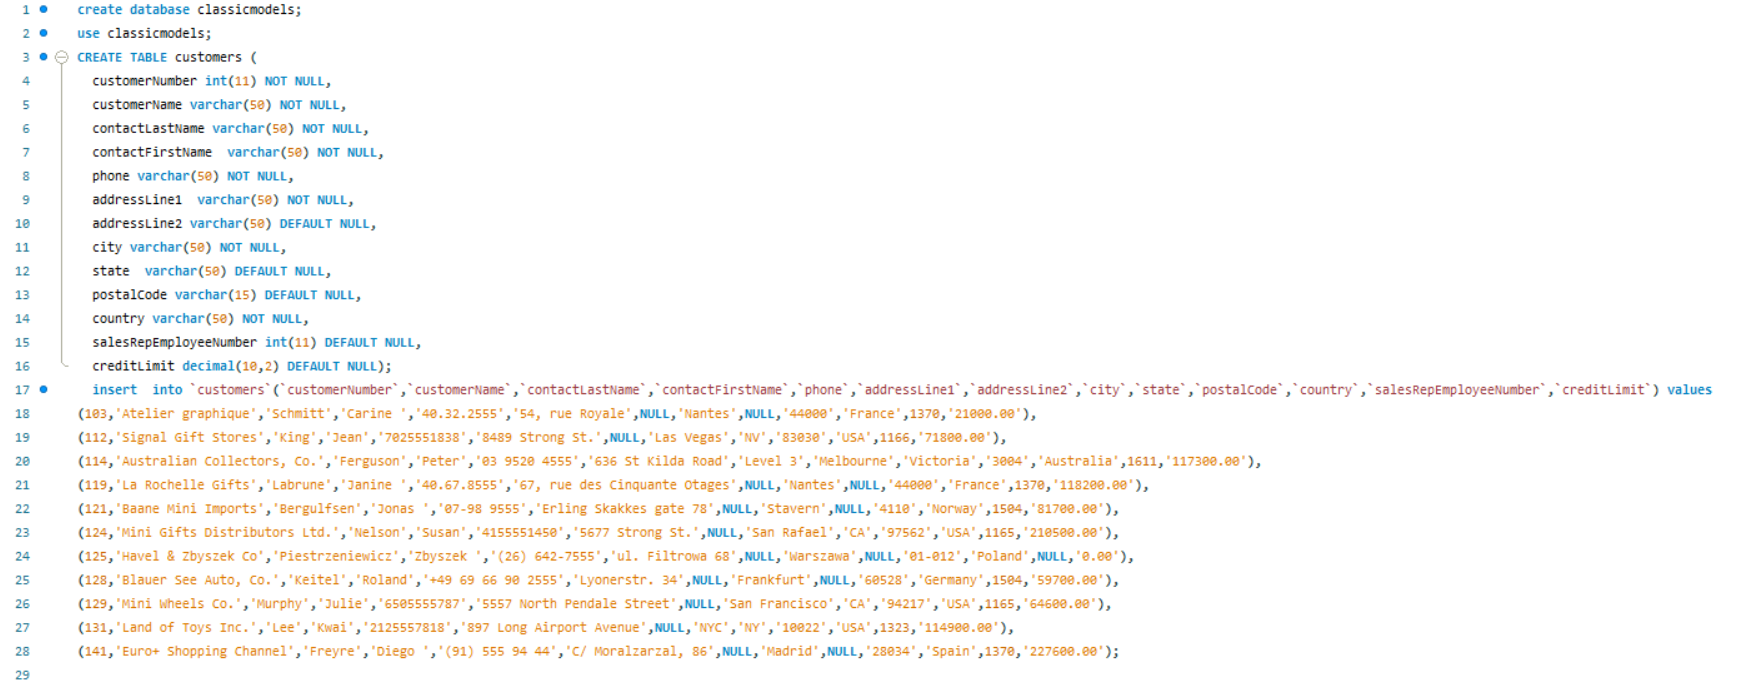 1 create database classicmodels;
2 use classicmodels;
3 CREATE TABLE customers (
4 customerNumber int(11) NOT NULL,
5 customerName varchar(50) NOT NULL,
6 contactLastName varchar(50) NOT NULL,
7 contactFirstName  varchar(50) NOT NULL,
8 phone varchar(50) NOT NULL,
9 addressLine1  varchar(50) NOT NULL,
10 addressLine2 varchar(50) DEFAULT NULL,
11 city varchar(50) NOT NULL,
12 state  varchar(50) DEFAULT NULL,
13 postalCode varchar(15) DEFAULT NULL,
14 country varchar(50) NOT NULL,
15 salesRepEmployeeNumber int(11) DEFAULT NULL,
16 creditLimit decimal(10,2) DEFAULT NULL);
17 insert  into `customers`(`customerNumber`,`customerName`,`contactLastName`,`contactFirstName`,`phone`,`addressLine1`,`addressLine2`,`city`,`state`,`postalCode`,`country`,`salesRepEmployeeNumber`,`creditLimit`) values
18 (103,'Atelier graphique','Schmitt','Carine ','40.32.2555','54, rue Royale',NULL,'Nantes',NULL,'44000','France',1370,'21000.00'),
19 (112,'Signal Gift Stores','King','Jean','7025551838','8489 Strong St.',NULL,'Las Vegas','NV','83030','USA',1166,'71800.00'),
20 (114,'Australian Collectors, Co.','Ferguson','Peter','03 9520 4555','636 St Kilda Road','Level 3','Melbourne','Victoria','3004','Australia',1611,'117300.00'),
21 (119,'La Rochelle Gifts','Labrune','Janine ','40.67.8555','67, rue des Cinquante Otages',NULL,'Nantes',NULL,'44000','France',1370,'118200.00'),
22 (121,'Baane Mini Imports','Bergulfsen','Jonas ','07-98 9555','Erling Skakkes gate 78',NULL,'Stavern',NULL,'4110','Norway',1504,'81700.00'),
23 (124,'Mini Gifts Distributors Ltd.','Nelson','Susan','4155551450','5677 Strong St.',NULL,'San Rafael','CA','97562','USA',1165,'210500.00'),
24 (125,'Havel & Zbyszek Co','Piestrzeniewicz','Zbyszek ','(26) 642-7555','ul. Filtrowa 68',NULL,'Warszawa',NULL,'01-012','Poland',NULL,'0.00'),
25 (128,'Blauer See Auto, Co.','Keitel','Roland','+49 69 66 90 2555','Lyonerstr. 34',NULL,'Frankfurt',NULL,'60528','Germany',1504,'59700.00'),
26 (129,'Mini Wheels Co.','Murphy','Julie','6505555787','5557 North Pendale Street',NULL,'San Francisco','CA','94217','USA',1165,'64600.00'),
27 (131,'Land of Toys Inc.','Lee','Kwai','2125557818','897 Long Airport Avenue',NULL,'NYC','NY','10022','USA',1323,'114900.00'),
28 (141,'Euro+ Shopping Channel','Freyre','Diego ','(91) 555 94 44','C/ Moralzarzal, 86',NULL,'Madrid',NULL,'28034','Spain',1370,'227600.00');
29